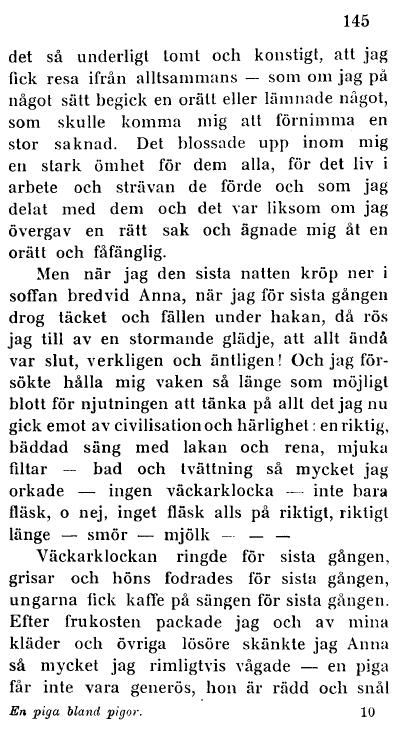 145
det så underligt tomt och konstigt, att jag
fick resa ifrån alltsammans — som om jag på
något sätt begick en orätt eller lämnade något,
som skulle komma mig att förnimma en
stor saknad. Det blossade upp inom mig
en stark ömhet för dem alla, för det liv i
arbete och strävan de förde och som jag
delat med dem och det var liksom om jag
övergav en rätt sak och ägnade mig åt en
orätt och fåfänglig.
Men när jag den sista natten kröp ner i
soffan bredvid Anna, när jag för sista gången
drog täcket och fällen under hakan, då rös
jag till av en stormande glädje, att allt ändå
var slut, verkligen och äntligen! Och jag för-
sökte hålla mig vaken så länge som möjligt
blott för njutningen att tänka på allt det jag nu
gick emot av civilisation och härlighet: en riktig,
bäddad säng med lakan och rena, mjuka
filtar — bad och tvättning så mycket jag
orkade — ingen väckarklocka — inte bara
fläsk, o nej, inget fläsk alls på riktigt, riktigt
länge — smör — mjölk — — —
Väckarklockan ringde för sista gången,
grisar och höns fodrades för sista gången,
ungarna fick kaffe på sängen för sista gången.
Efter frukosten packade jag och av mina
kläder och övriga lösöre skänkte jag Anna
så mycket jag rimligtvis vågade — en piga
får inte vara generös, hon är rädd och snål
En piga bland pigor. 10